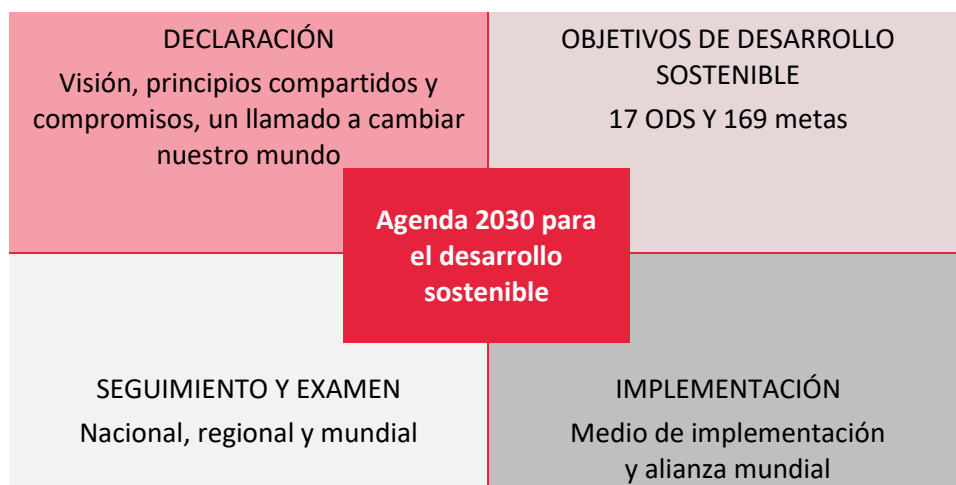 DECLARACIÓN
Visión, principios compartidos y
compromisos, un llamado a cambiar
nuestro mundo
OBJETIVOS DE DESARROLLO
SOSTENIBLE
17 ODS Y 169 metas
Agenda 2030 para
el desarrollo
sostenible
SEGUIMIENTO Y EXAMEN
Nacional, regional y mundial
IMPLEMENTACIÓN
Medio de implementación
y alianza mundial